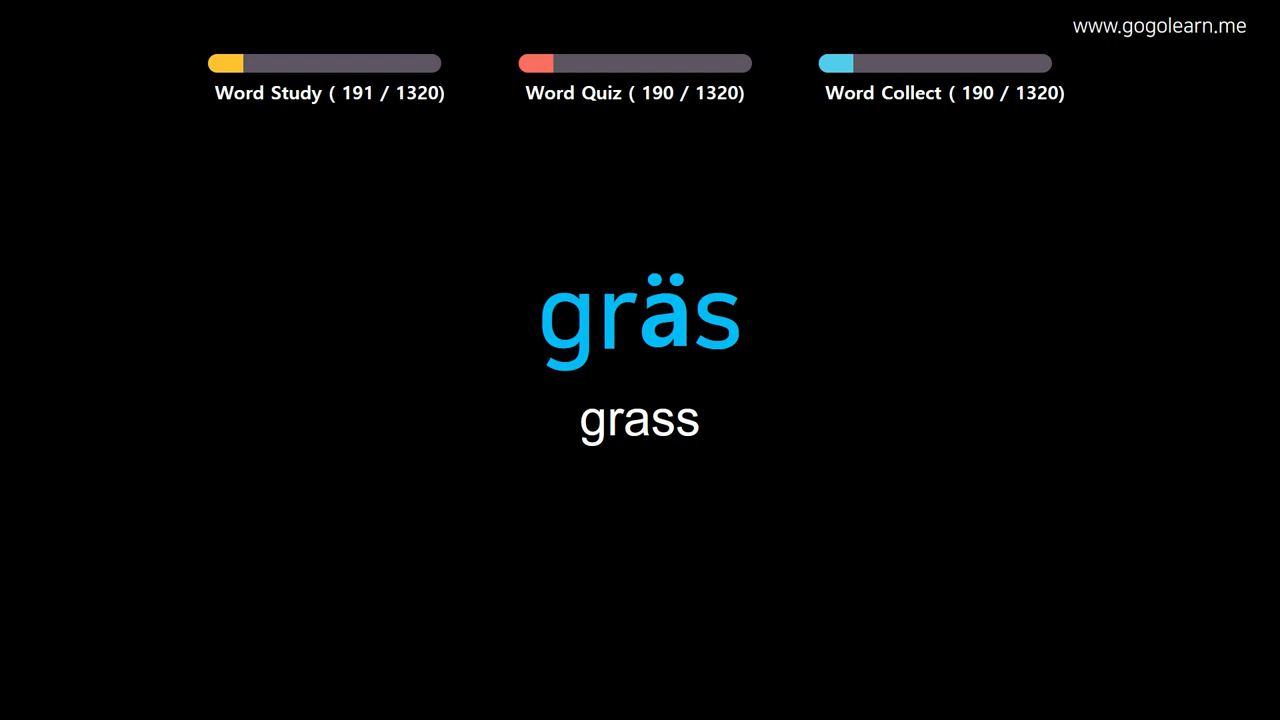 www.gogolearn.me
Word Study ( 191 / 1320)
Word Quiz ( 190 / 1320)
Word Collect ( 190 / 1320)
gräs
grass